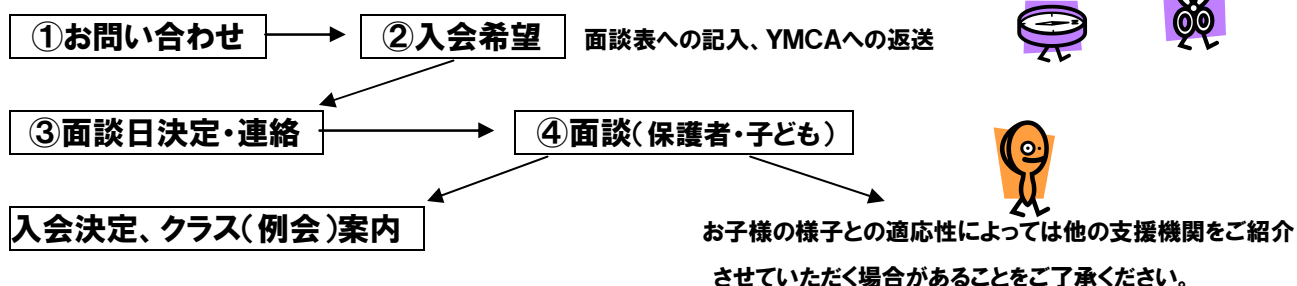 ①お問い合わせ
②入会希望
面談表への記入、YMCAへの返送
③面談日決定・連絡
④面談(保護者・子ども)
入会決定、クラス(例会)案内
お子様の様子との適応性によっては他の支援機関をご紹介
させていただく場合があることをご了承ください。